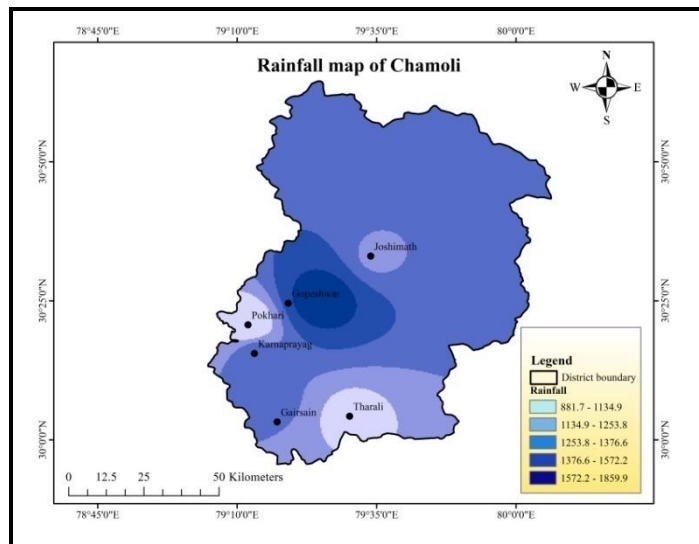 78°45'0"E 79°10'0"E 79°35'0"E 80°0'0"E
Rainfall map of Chamoli
N
W E
S
30°50'0"N 30°50'0"N
Joshimath
30°25'0"N 30°25'0"N
Gopeshwar
Pokhari
Karnaprayag
Gairsain
Tharali
30°0'0"N 30°0'0"N
Legend
District boundary
Rainfall
881.7 - 1134.9
1134.9 - 1253.8
1253.8 - 1376.6
1376.6 - 1572.2
1572.2 - 1859.9
0 12.5 25 50 Kilometers
78°45'0"E 79°10'0"E 79°35'0"E 80°0'0"E